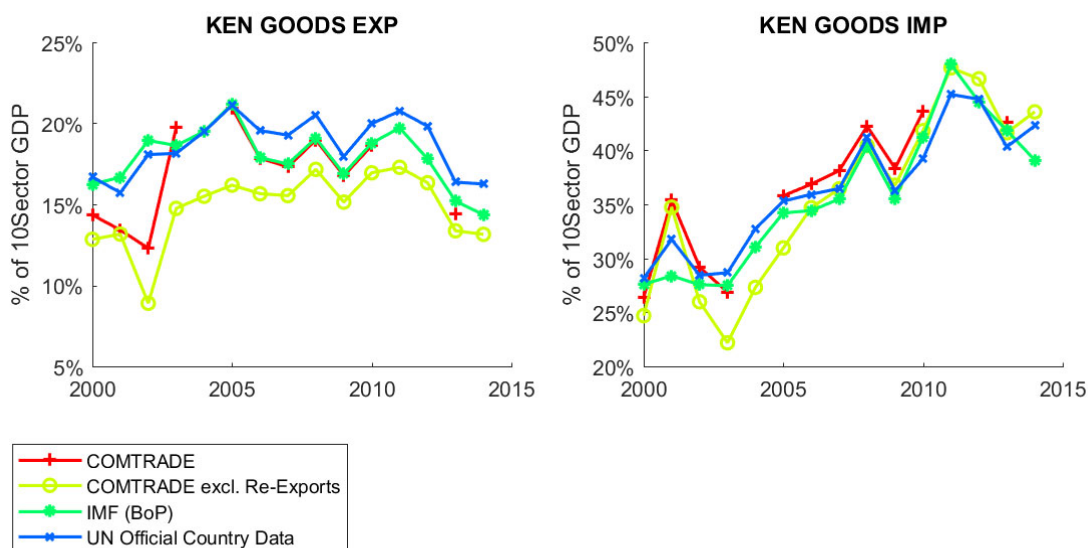 KEN GOODS EXP
25%
20%
15%
10%
5%
% of 10Sector GDP
2000
2005
2010
2015
KEN GOODS IMP
50%
45%
40%
35%
30%
25%
20%
% of 10Sector GDP
2000
2005
2010
2015
COMTRADE
COMTRADE excl. Re-Exports
IMF (BoP)
UN Official Country Data